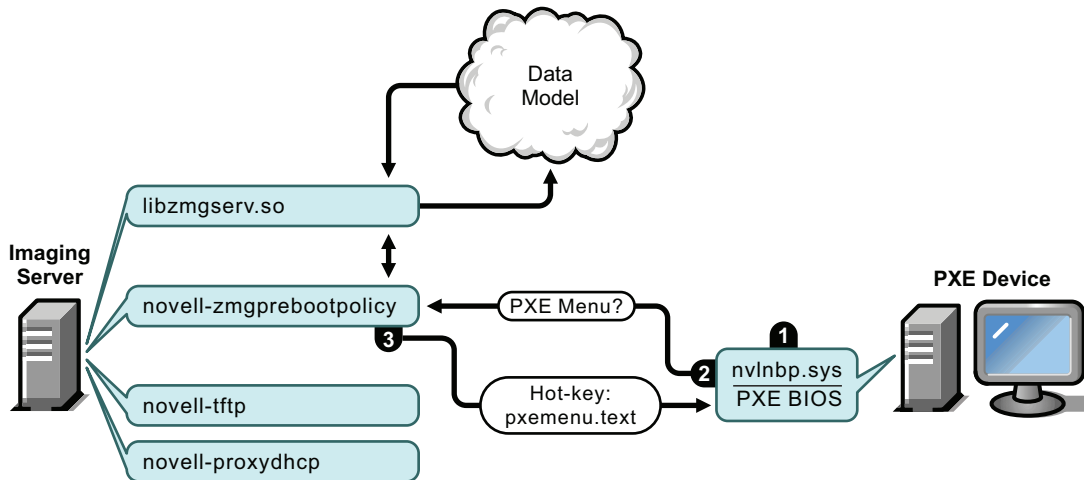 Data
Model
libzmgserv.so
Imaging
Server
novell-zmgprebootpolicy
PXE Menu?
PXE Device
1
3
2
nvlnbp.sys
PXE BIOS
Hot-key:
pxemenu.text
novell-tftp
novell-proxydhcp